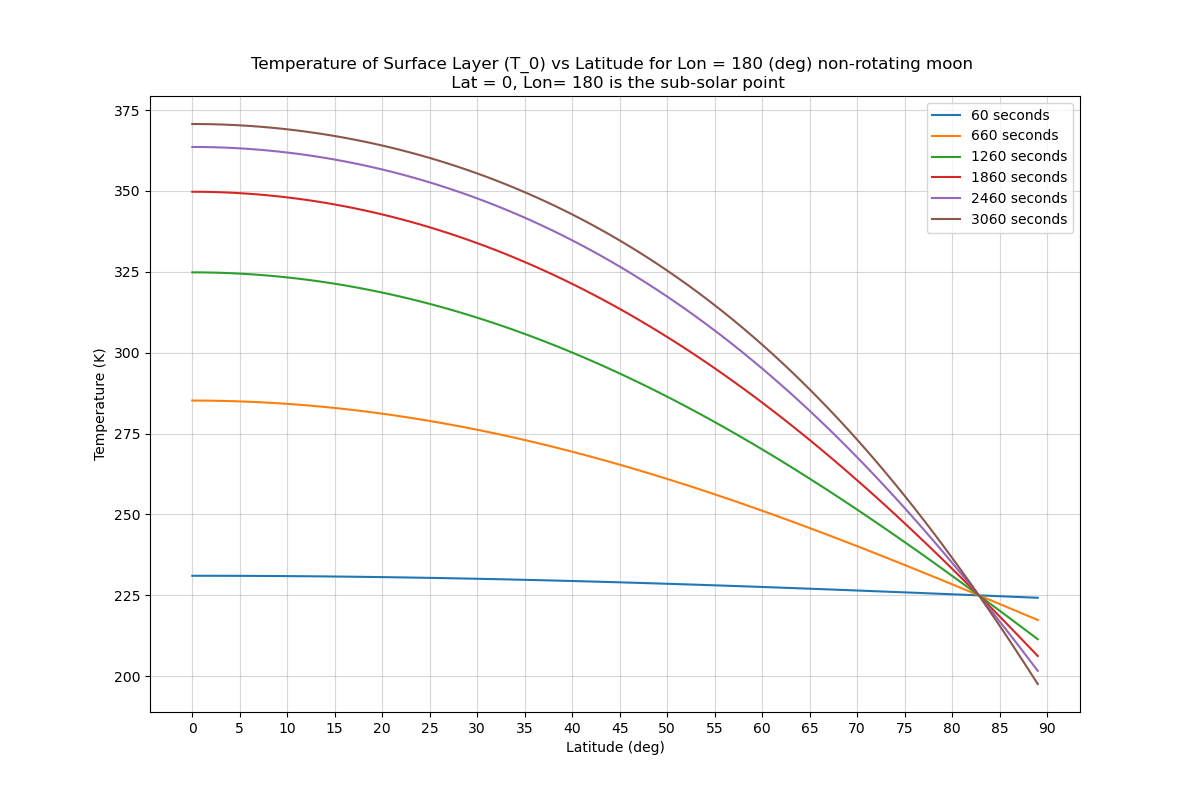 Temperature of Surface Layer (T_0) vs Latitude for Lon = 180 (deg) non-rotating moon
Lat = 0, Lon= 180 is the sub-solar point
375
350
325
300
275
250
225
200
Temperature (K)
60 seconds
660 seconds
1260 seconds
1860 seconds
2460 seconds
3060 seconds
0 5 10 15 20 25 30 35 40 45 50 55 60 65 70 75 80 85 90
Latitude (deg)